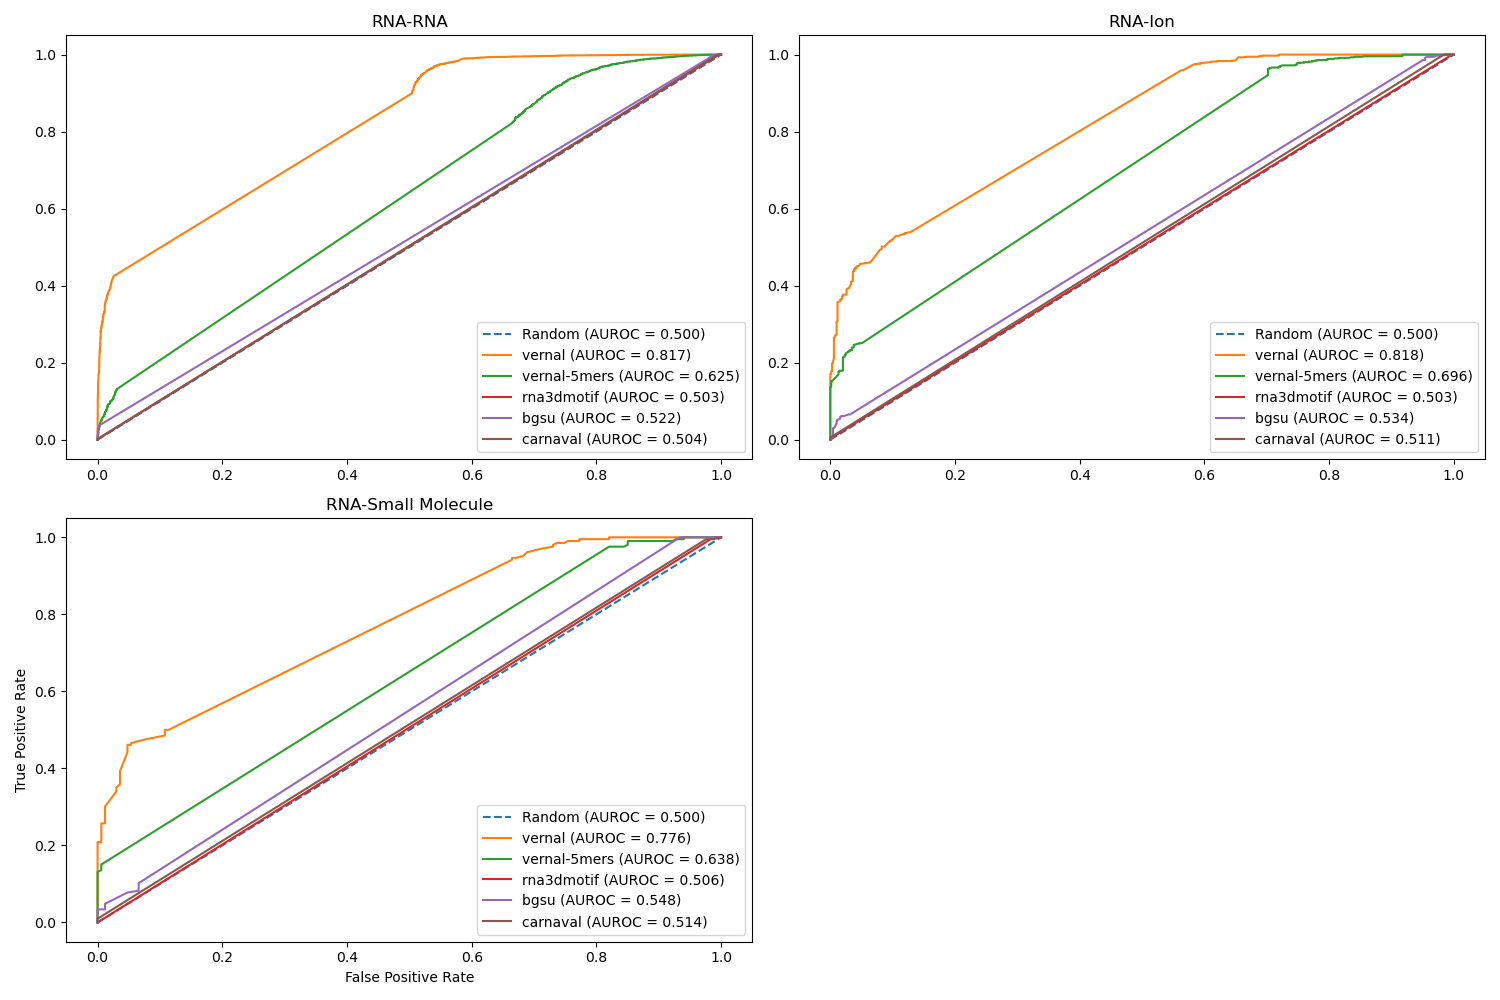 RNA-RNA
1.0
0.8
0.6
0.4
0.2
0.0
0.0 0.2 0.4 0.6 0.8 1.0
Random (AUROC = 0.500)
vernal (AUROC = 0.817)
vernal-5mers (AUROC = 0.625)
rna3dmotif (AUROC = 0.503)
bgsu (AUROC = 0.522)
carnaval (AUROC = 0.504)
RNA-Ion
1.0
0.8
0.6
0.4
0.2
0.0
0.0 0.2 0.4 0.6 0.8 1.0
Random (AUROC = 0.500)
vernal (AUROC = 0.818)
vernal-5mers (AUROC = 0.696)
rna3dmotif (AUROC = 0.503)
bgsu (AUROC = 0.534)
carnaval (AUROC = 0.511)
RNA-Small Molecule
True Positive Rate
1.0
0.8
0.6
0.4
0.2
0.0
0.0 0.2 0.4 0.6 0.8 1.0
False Positive Rate
Random (AUROC = 0.500)
vernal (AUROC = 0.776)
vernal-5mers (AUROC = 0.638)
rna3dmotif (AUROC = 0.506)
bgsu (AUROC = 0.548)
carnaval (AUROC = 0.514)